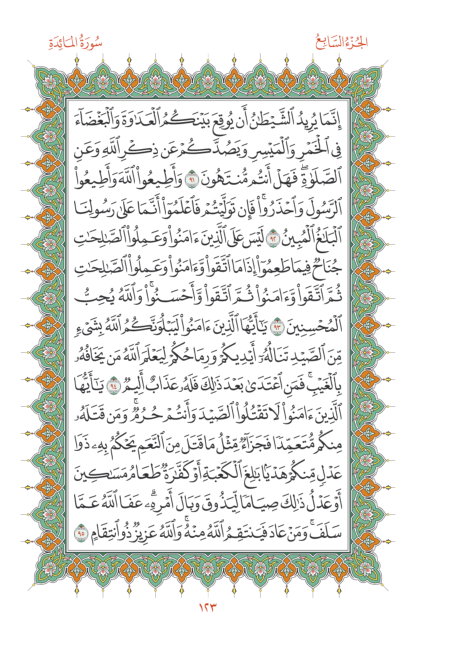 الجُزْءُ السَّابِعُ
سُورَةُ المَائِدَةِ
إِنَّمَا يُرِيدُ ٱلشَّيْطَٰنُ أَن يُوقِعَ بَيْنَكُمُ ٱلْعَدَٰوَةَ وَٱلْبَغْضَآءَ
فِى ٱلْخَمْرِ وَٱلْمَيْسِرِ وَيَصُدَّكُمْ عَن ذِكْرِ ٱللَّهِ وَعَنِ
ٱلصَّلَوٰةِ ۖ فَهَلْ أَنتُم مُّنتَهُونَ ٩١ وَأَطِيعُوا۟ ٱللَّهَ وَأَطِيعُوا۟
ٱلرَّسُولَ وَٱحْذَرُوا۟ ۚ فَإِن تَوَلَّيْتُمْ فَٱعْلَمُوٓا۟ أَنَّمَا عَلَىٰ رَسُولِنَا
ٱلْبَلَٰغُ ٱلْمُبِينُ ٩٢ لَيْسَ عَلَى ٱلَّذِينَ ءَامَنُوا۟ وَعَمِلُوا۟ ٱلصَّٰلِحَٰتِ
جُنَاحٌ فِيمَا طَعِمُوٓا۟ إِذَا مَا ٱتَّقَوا۟ وَّءَامَنُوا۟ وَعَمِلُوا۟ ٱلصَّٰلِحَٰتِ
ثُمَّ ٱتَّقَوا۟ وَّءَامَنُوا۟ ثُمَّ ٱتَّقَوا۟ وَّأَحْسَنُوا۟ ۗ وَٱللَّهُ يُحِبُّ
ٱلْمُحْسِنِينَ ٩٣ يَٰٓأَيُّهَا ٱلَّذِينَ ءَامَنُوا۟ لَيَبْلُوَنَّكُمُ ٱللَّهُ بِشَىْءٍ
مِّنَ ٱلصَّيْدِ تَنَالُهُۥٓ أَيْدِيكُمْ وَرِمَاحُكُمْ لِيَعْلَمَ ٱللَّهُ مَن يَخَافُهُۥ
بِٱلْغَيْبِ ۚ فَمَنِ ٱعْتَدَىٰ بَعْدَ ذَٰلِكَ فَلَهُۥ عَذَابٌ أَلِيمٌ ٩٤ يَٰٓأَيُّهَا
ٱلَّذِينَ ءَامَنُوا۟ لَا تَقْتُلُوا۟ ٱلصَّيْدَ وَأَنتُمْ حُرُمٌ ۚ وَمَن قَتَلَهُۥ
مِنكُم مُّتَعَمِّدًا فَجَزَآءٌ مِّثْلُ مَا قَتَلَ مِنَ ٱلنَّعَمِ يَحْكُمُ بِهِۦ ذَوَا
عَدْلٍ مِّنكُمْ هَدْيًۢا بَٰلِغَ ٱلْكَعْبَةِ أَوْ كَفَّٰرَةٌ طَعَامُ مَسَٰكِينَ
أَوْ عَدْلُ ذَٰلِكَ صِيَامًا لِّيَذُوقَ وَبَالَ أَمْرِهِۦ ۗ عَفَا ٱللَّهُ عَمَّا
سَلَفَ ۚ وَمَنْ عَادَ فَيَنتَقِمُ ٱللَّهُ مِنْهُ ۗ وَٱللَّهُ عَزِيزٌ ذُو ٱنتِقَامٍ ٩٥
١٢٣